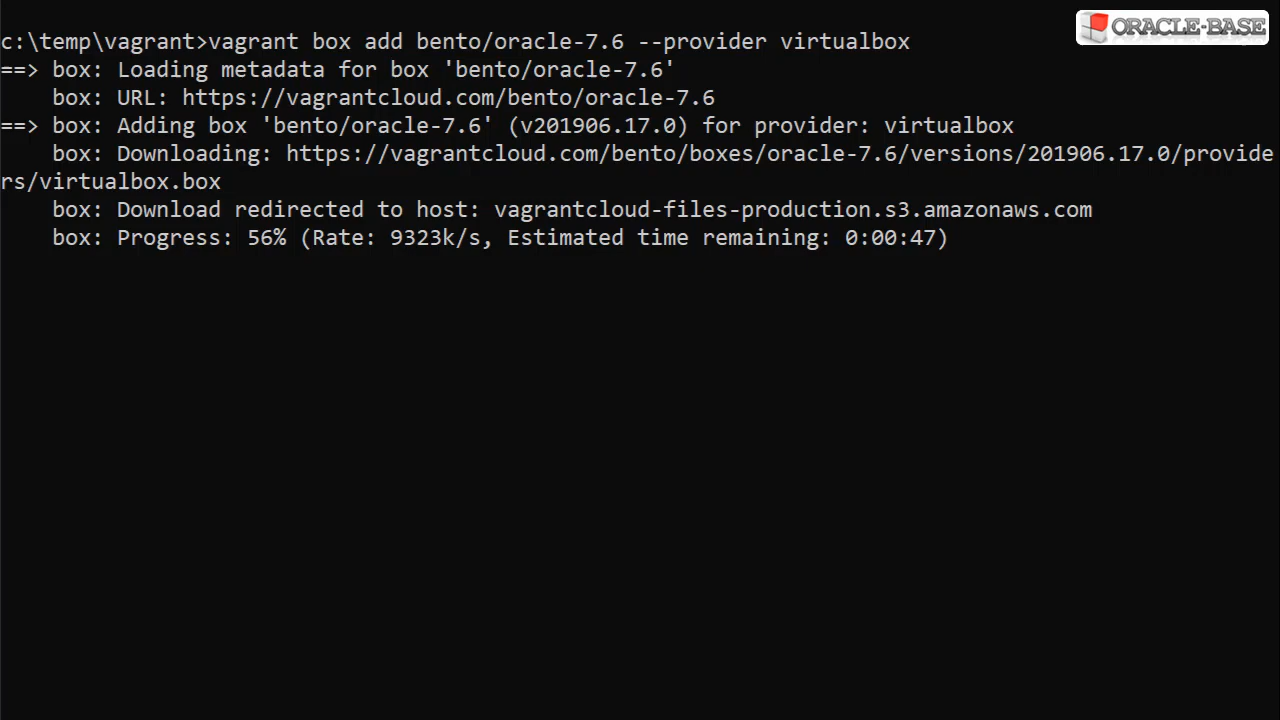 ORACLE-BASE
c:\temp\vagrant>vagrant box add bento/oracle-7.6 --provider virtualbox
==> box: Loading metadata for box 'bento/oracle-7.6'
    box: URL: https://vagrantcloud.com/bento/oracle-7.6
==> box: Adding box 'bento/oracle-7.6' (v201906.17.0) for provider: virtualbox
    box: Downloading: https://vagrantcloud.com/bento/boxes/oracle-7.6/versions/201906.17.0/provide
rs/virtualbox.box
    box: Download redirected to host: vagrantcloud-files-production.s3.amazonaws.com
    box: Progress: 56% (Rate: 9323k/s, Estimated time remaining: 0:00:47)